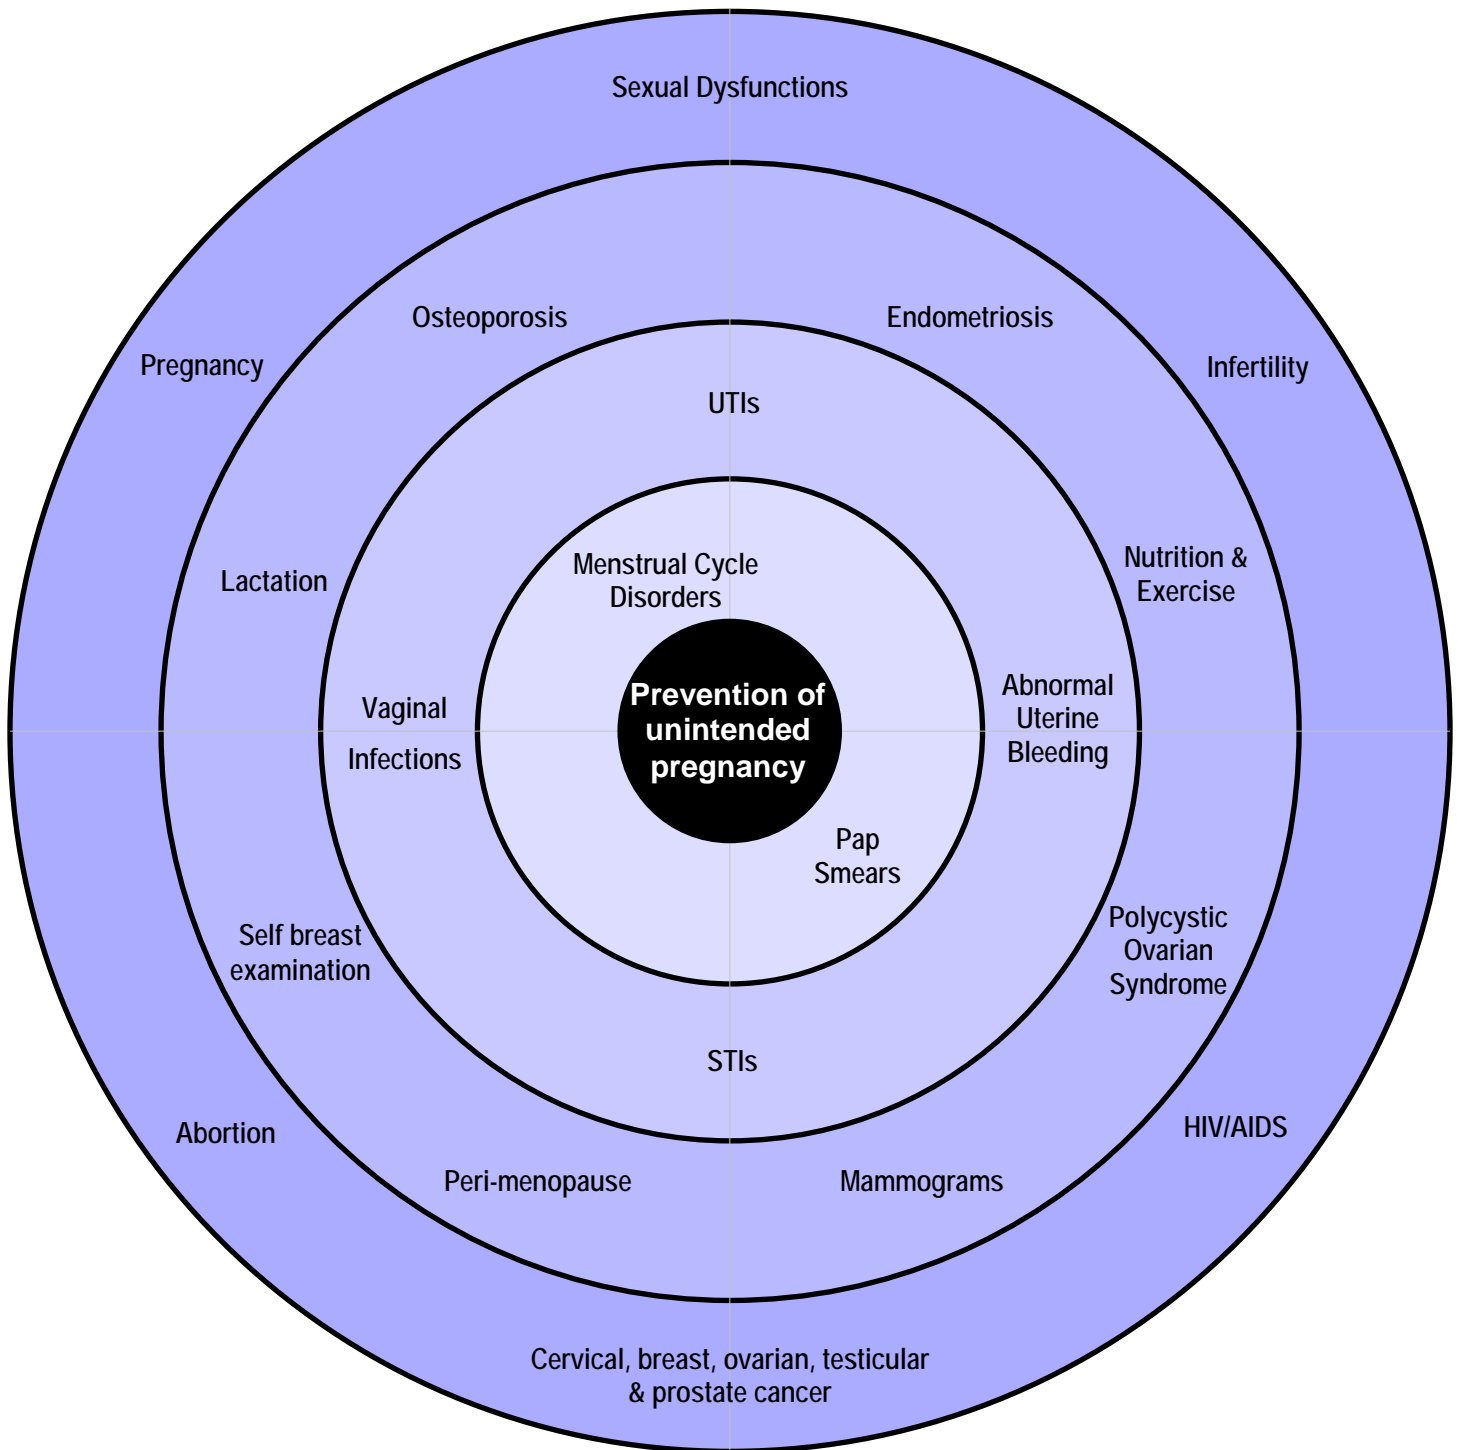 Sexual Dysfunctions
Osteoporosis
Endometriosis
Pregnancy
Infertility
UTIs
Menstrual Cycle
Disorders
Nutrition &
Exercise
Lactation
Vaginal
Infections
Prevention of
unintended
pregnancy
Abnormal
Uterine
Bleeding
Pap
Smears
Self breast
examination
Polycystic
Ovarian
Syndrome
STIs
Abortion
HIV/AIDS
Peri-menopause
Mammograms
Cervical, breast, ovarian, testicular
& prostate cancer